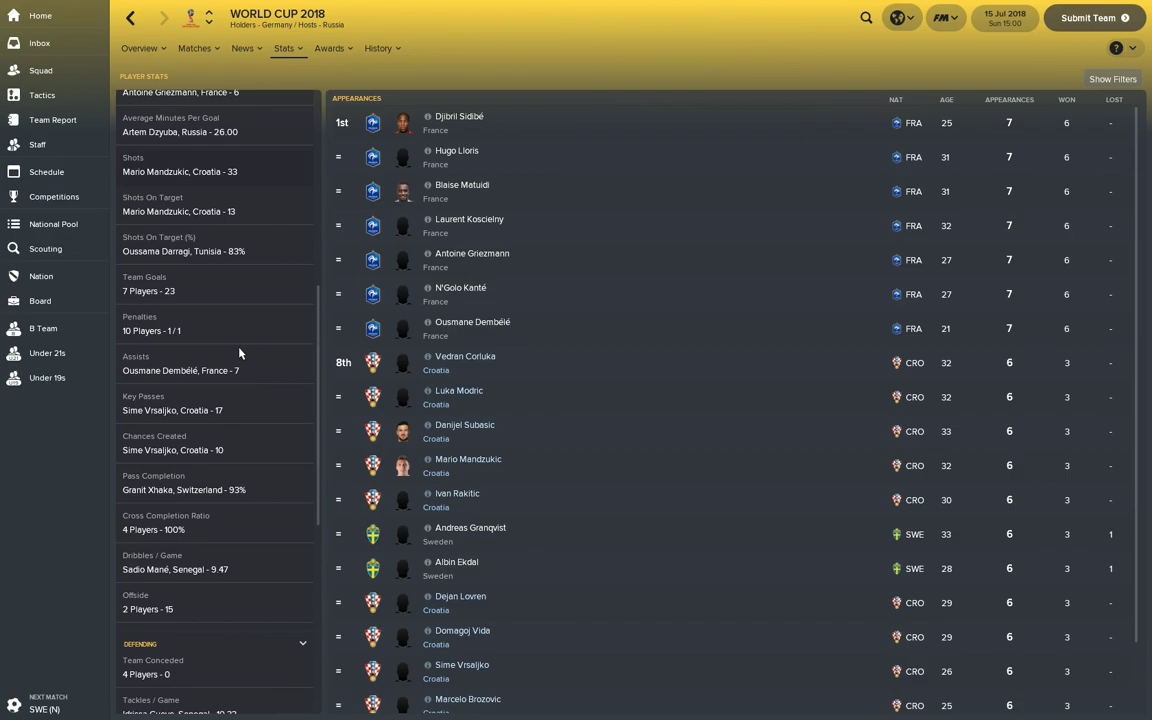 Home
Inbox
Squad
Tactics
Team Report
Staff
Schedule
Competitions
National Pool
Scouting
Nation
Board
B Team
Under 21s
Under 19s
NEXT MATCH
SWE (N)
WORLD CUP 2018
Holders - Germany / Hosts - Russia
FM
15 Jul 2018
Sun 15:00
Submit Team
Overview
Matches
News
Stats
Awards
History
?
PLAYER STATS
Show Filters
Antoine Griezmann, France - 6
Average Minutes Per Goal
Artem Dzyuba, Russia - 26.00
Shots
Mario Mandzukic, Croatia - 33
Shots On Target
Mario Mandzukic, Croatia - 13
Shots On Target (%)
Oussama Darragi, Tunisia - 83%
Team Goals
7 Players - 23
Penalties
10 Players - 1 / 1
Assists
Ousmane Dembélé, France - 7
Key Passes
Sime Vrsaljko, Croatia - 17
Chances Created
Sime Vrsaljko, Croatia - 10
Pass Completion
Granit Xhaka, Switzerland - 93%
Cross Completion Ratio
4 Players - 100%
Dribbles / Game
Sadio Mané, Senegal - 9.47
Offside
2 Players - 15
DEFENDING
Team Conceded
4 Players - 0
Tackles / Game
APPEARANCES NAT AGE APPEARANCES WON LOST
1st Djibril Sidibé France FRA 25 7 6 -
= Hugo Lloris France FRA 31 7 6 -
= Blaise Matuidi France FRA 31 7 6 -
= Laurent Koscielny France FRA 32 7 6 -
= Antoine Griezmann France FRA 27 7 6 -
= N'Golo Kanté France FRA 27 7 6 -
= Ousmane Dembélé France FRA 21 7 6 -
8th Vedran Corluka Croatia CRO 32 6 3 -
= Luka Modric Croatia CRO 32 6 3 -
= Danijel Subasic Croatia CRO 33 6 3 -
= Mario Mandzukic Croatia CRO 32 6 3 -
= Ivan Rakitic Croatia CRO 30 6 3 -
= Andreas Granqvist Sweden SWE 33 6 3 1
= Albin Ekdal Sweden SWE 28 6 3 1
= Dejan Lovren Croatia CRO 29 6 3 -
= Domagoj Vida Croatia CRO 29 6 3 -
= Sime Vrsaljko Croatia CRO 26 6 3 -
= Marcelo Brozovic CRO 25 6 3 -